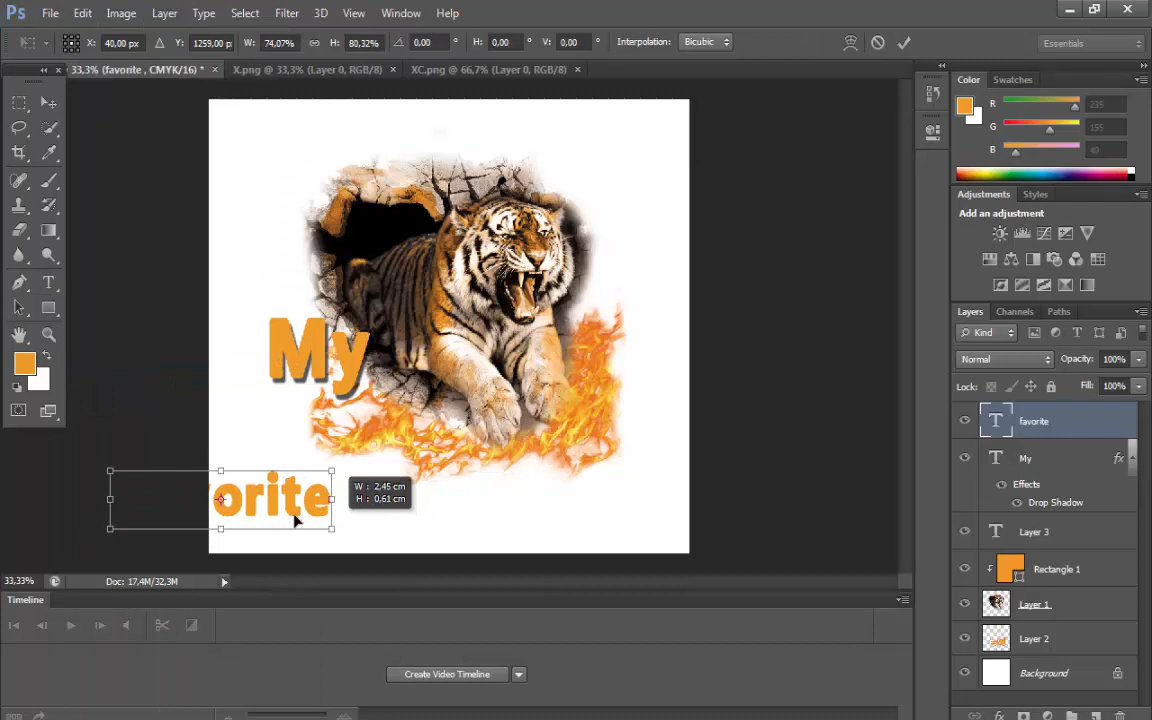 Ps File Edit Image Layer Type Select Filter 3D View Window Help
X: 40,00 px Y: 1259,00 p W: 74,07% H: 80,32% 0,00 ° H: 0,00 ° V: 0,00 ° Interpolation: Bicubic Essentials
33,3% (favorite , CMYK/16) * × X.png @ 33,3% (Layer 0, RGB/8) × XC.png @ 66,7% (Layer 0, RGB/8) ×
Color Swatches
R 235
G 155
B 40
Adjustments Styles
Add an adjustment
My
vorite
W : 2,45 cm
H : 0,61 cm
Layers Channels Paths
Kind
Normal Opacity: 100%
Lock: Fill: 100%
T favorite
T My fx
Effects
Drop Shadow
T Layer 3
Rectangle 1
Layer 1
Layer 2
Background
33,33% Doc: 17,4M/32,3M
Timeline
Create Video Timeline